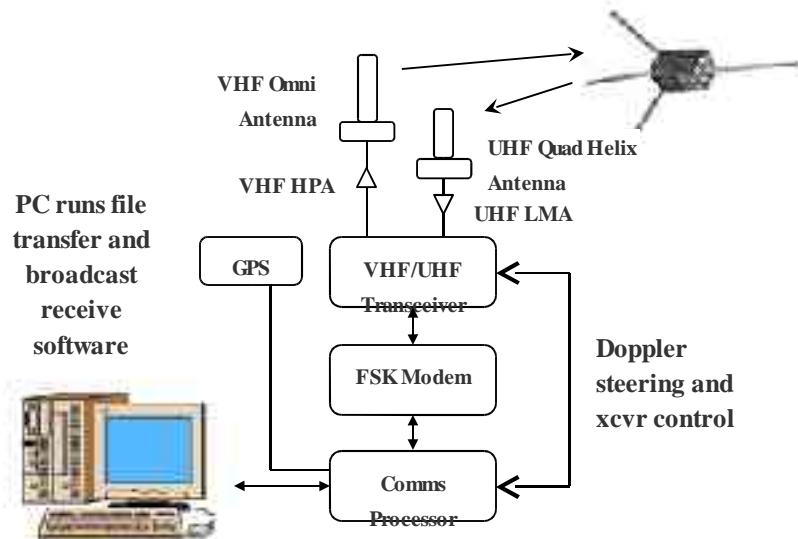 VHF Omni
Antenna
UHF Quad Helix
Antenna
VHF HPA
UHF LMA
PC runs file
transfer and
broadcast
receive
software
GPS
VHF/UHF
Transceiver
FSK Modem
Doppler
steering and
xcvr control
Comms
Processor